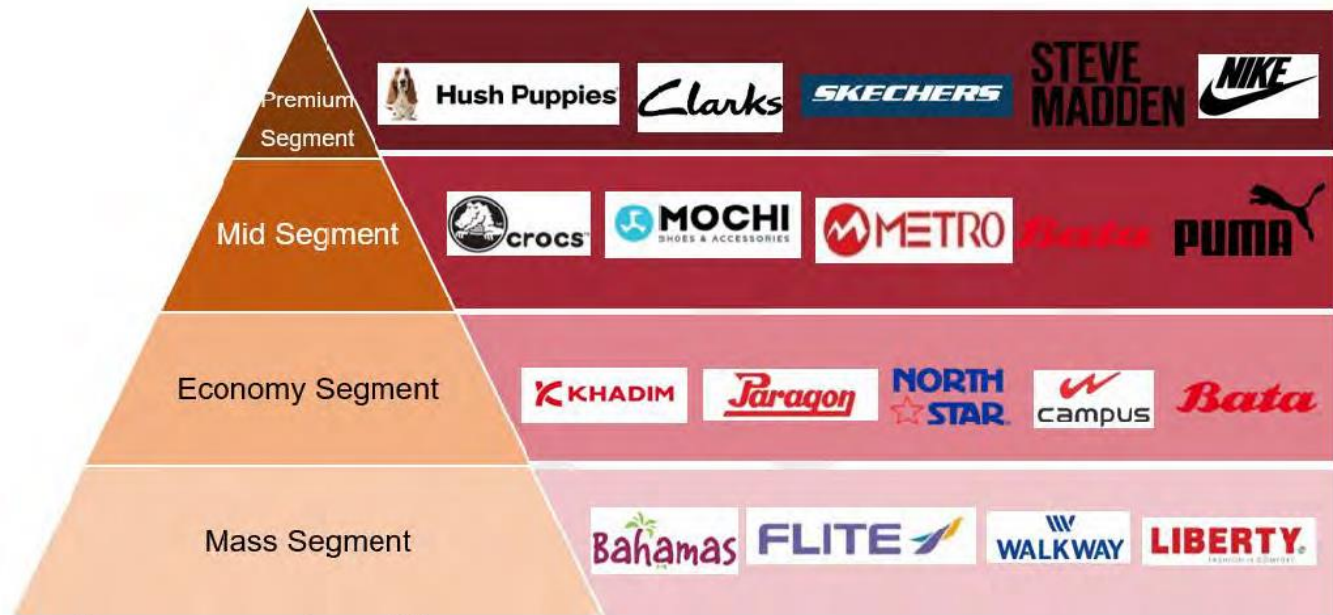 Premium
Segment
Hush Puppies
Clarks
SKECHERS
STEVE
MADDEN
NIKE
Mid Segment
crocs™
MOCHI
SHOES & ACCESSORIES
METRO
Bata
PUMA
Economy Segment
KHADIM
Paragon
NORTH
STAR
campus
Bata
Mass Segment
Bahamas
FLITE
WALKWAY
LIBERTY.